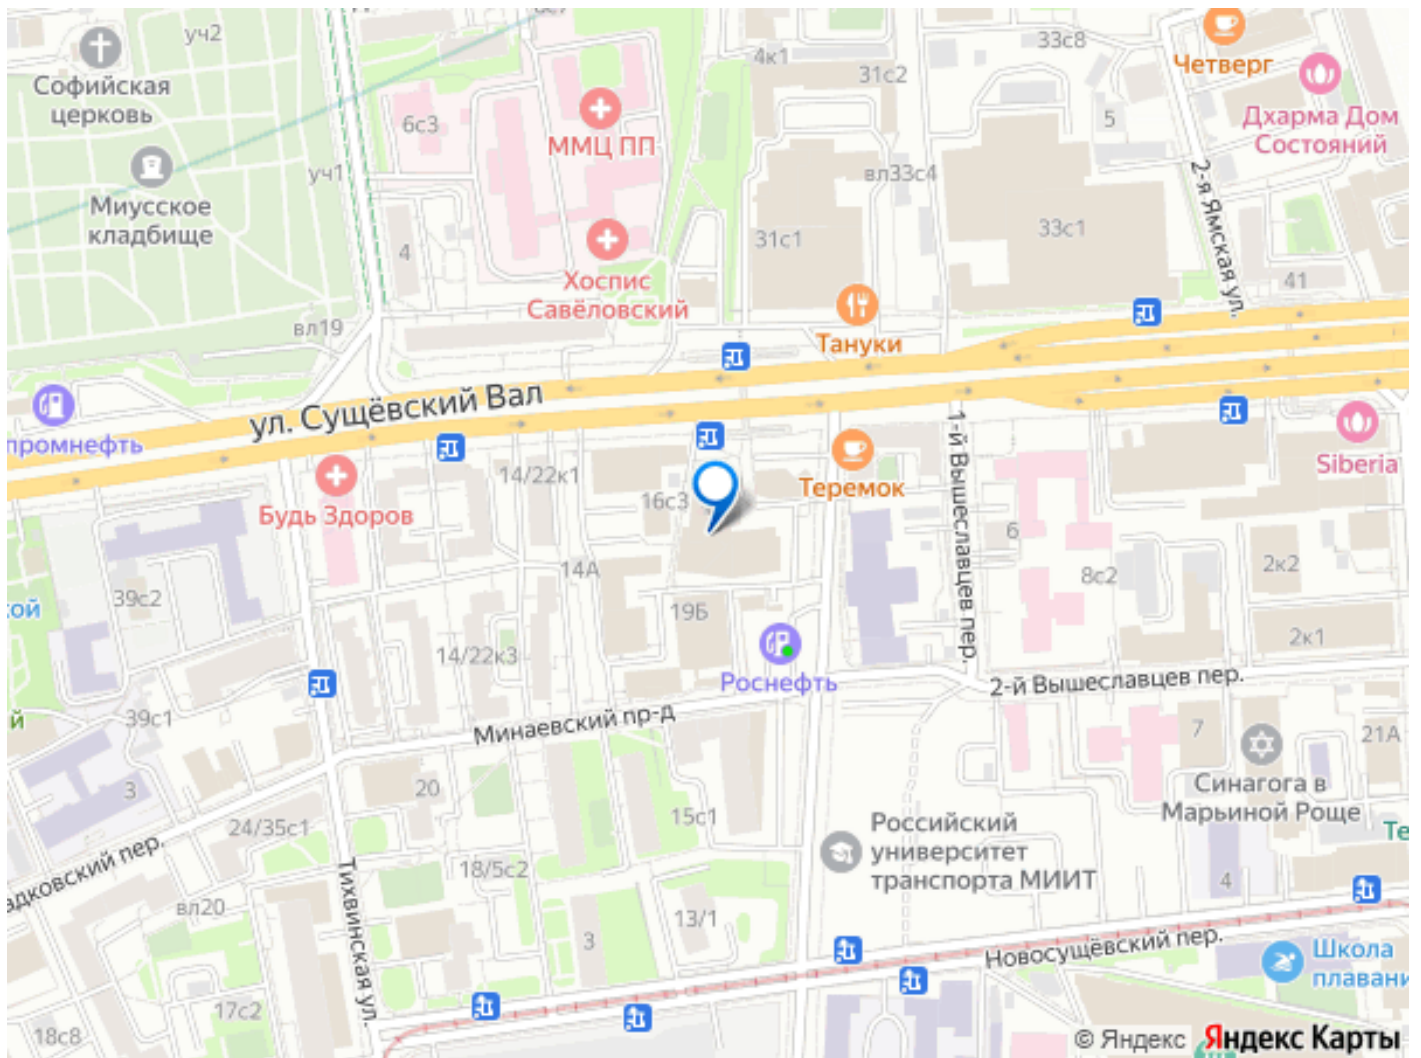 уч2
Софийская
церковь
Миусское
кладбище
уч1
6с3
ММЦ ПП
4
Хоспис
Савёловский
вл19
4к1
31с2
33с8
Четверг
5
Дхарма Дом
Состояний
вл33с4
2-я Ямская ул.
31с1
33с1
41
Тануки
ул. Сущёвский Вал
промнефть
Будь Здоров
14/22к1
16с3
Теремок
1-й Вышеславцев пер.
Siberia
6
8с2
2к2
2к1
39с2
кой
14А
19Б
14/22к3
Роснефть
2-й Вышеславцев пер.
й
39с1
Минаевский пр-д
7
21А
Синагога в
Марьиной Роще
3
20
24/35с1
15с1
Российский
университет
транспорта МИИТ
Те
адковский пер.
вл20
Тихвинская ул.
18/5с2
13/1
3
4
Новосущёвский пер.
Школа
плавани
17с2
18с8
© Яндекс Яндекс Карты